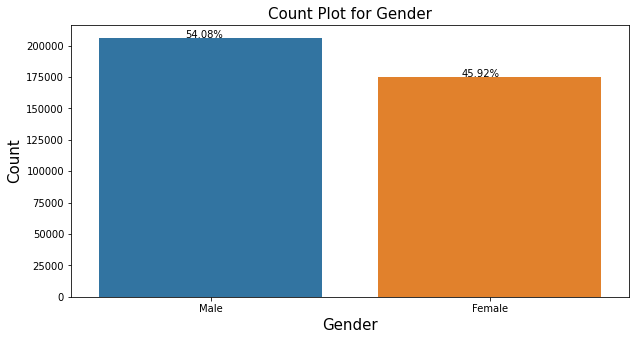 Count Plot for Gender
54.08%
45.92%
200000
175000
150000
125000
100000
75000
50000
25000
0
Count
Male Female
Gender